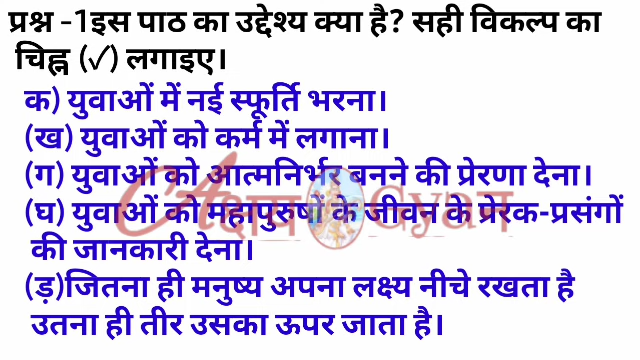 प्रश्न -1इस पाठ का उद्देश्य क्या है? सही विकल्प का
चिह्न (✓) लगाइए।
क) युवाओं में नई स्फूर्ति भरना।
(ख) युवाओं को कर्म में लगाना।
(ग) युवाओं को आत्मनिर्भर बनने की प्रेरणा देना।
(घ) युवाओं को महापुरुषों के जीवन के प्रेरक-प्रसंगों
की जानकारी देना।
(ड़)जितना ही मनुष्य अपना लक्ष्य नीचे रखता है
उतना ही तीर उसका ऊपर जाता है।